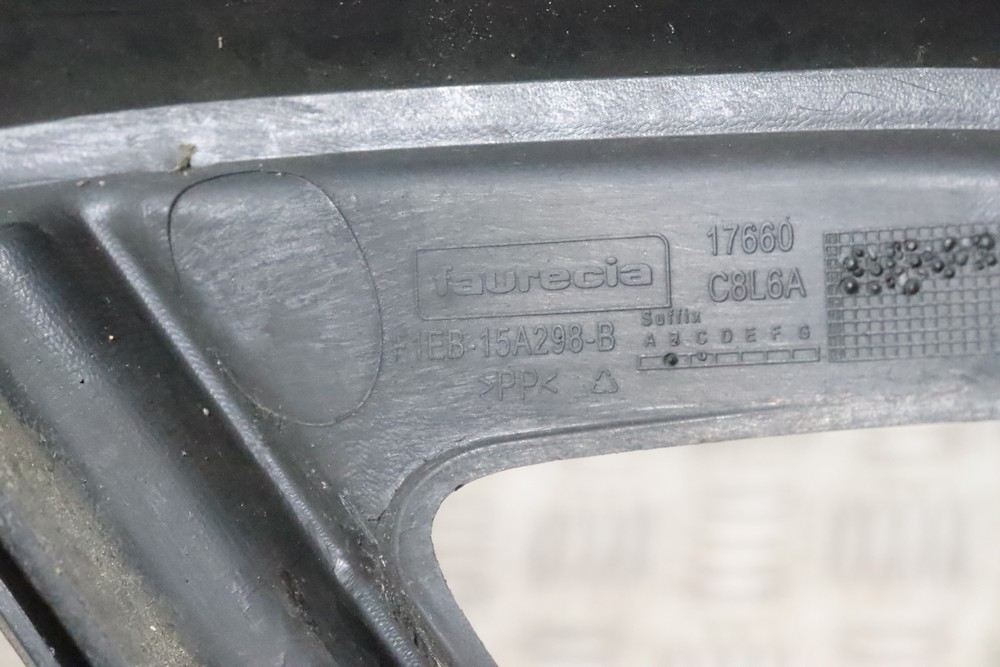 faurecia
17660
C8L6A
1EB-15A298-B
Suffix
A B C D E F G
>PP<